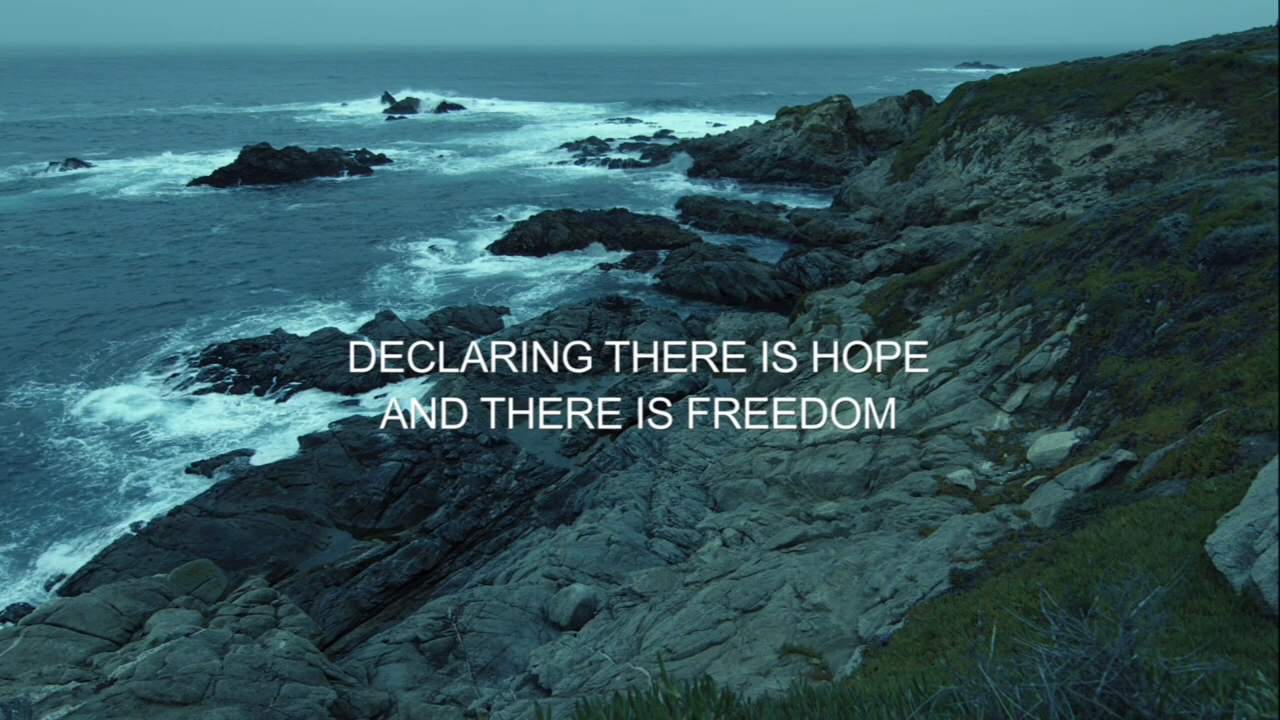 DECLARING THERE IS HOPE
AND THERE IS FREEDOM